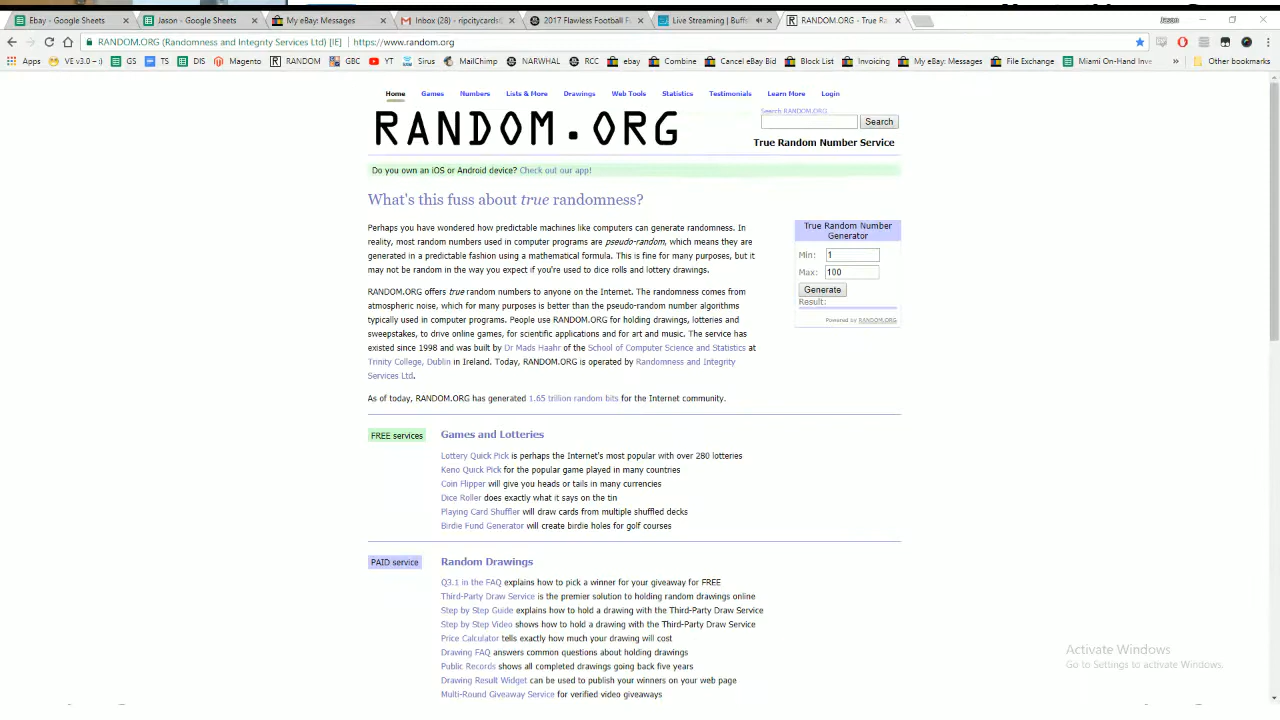 Ebay - Google Sheets
Jason - Google Sheets
My eBay: Messages
Inbox (28) - ripcitycards
2017 Flawless Football F
Live Streaming | Buff
RANDOM.ORG - True Ra
RANDOM.ORG (Randomness and Integrity Services Ltd) [IE] https://www.random.org
Apps VE v3.0 -- :) GS TS DIS Magento RANDOM GBC YT Sirus MailChimp NARWHAL RCC ebay Combine Cancel eBay Bid Block List Invoicing My eBay: Messages File Exchange Miami On-Hand Inve » Other bookmarks
Home Games Numbers Lists & More Drawings Web Tools Statistics Testimonials Learn More Login
RANDOM.ORG
Search RANDOM.ORG
Search
True Random Number Service
Do you own an iOS or Android device? Check out our app!
What's this fuss about true randomness?
Perhaps you have wondered how predictable machines like computers can generate randomness. In
reality, most random numbers used in computer programs are pseudo-random, which means they are
generated in a predictable fashion using a mathematical formula. This is fine for many purposes, but it
may not be random in the way you expect if you're used to dice rolls and lottery drawings.
RANDOM.ORG offers true random numbers to anyone on the Internet. The randomness comes from
atmospheric noise, which for many purposes is better than the pseudo-random number algorithms
typically used in computer programs. People use RANDOM.ORG for holding drawings, lotteries and
sweepstakes, to drive online games, for scientific applications and for art and music. The service has
existed since 1998 and was built by Dr Mads Haahr of the School of Computer Science and Statistics at
Trinity College, Dublin in Ireland. Today, RANDOM.ORG is operated by Randomness and Integrity
Services Ltd.
As of today, RANDOM.ORG has generated 1.65 trillion random bits for the Internet community.
True Random Number
Generator
Min: 1
Max: 100
Generate
Result:
Powered by RANDOM.ORG
FREE services
Games and Lotteries
Lottery Quick Pick is perhaps the Internet's most popular with over 280 lotteries
Keno Quick Pick for the popular game played in many countries
Coin Flipper will give you heads or tails in many currencies
Dice Roller does exactly what it says on the tin
Playing Card Shuffler will draw cards from multiple shuffled decks
Birdie Fund Generator will create birdie holes for golf courses
PAID service
Random Drawings
Q3.1 in the FAQ explains how to pick a winner for your giveaway for FREE
Third-Party Draw Service is the premier solution to holding random drawings online
Step by Step Guide explains how to hold a drawing with the Third-Party Draw Service
Step by Step Video shows how to hold a drawing with the Third-Party Draw Service
Price Calculator tells exactly how much your drawing will cost
Drawing FAQ answers common questions about holding drawings
Public Records shows all completed drawings going back five years
Drawing Result Widget can be used to publish your winners on your web page
Multi-Round Giveaway Service for verified video giveaways
Activate Windows
Go to Settings to activate Windows.